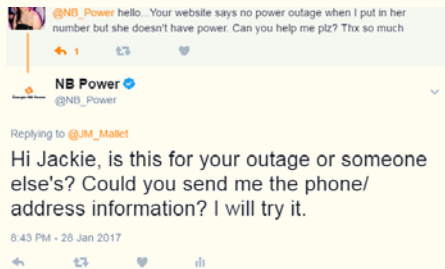 @NB_Power hello...Your website says no power outage when I put in her
number but she doesn't have power. Can you help me plz? Thx so much
1
NB Power
@NB_Power
Replying to @JM_Mallet
Hi Jackie, is this for your outage or someone
else's? Could you send me the phone/
address information? I will try it.
8:43 PM - 28 Jan 2017